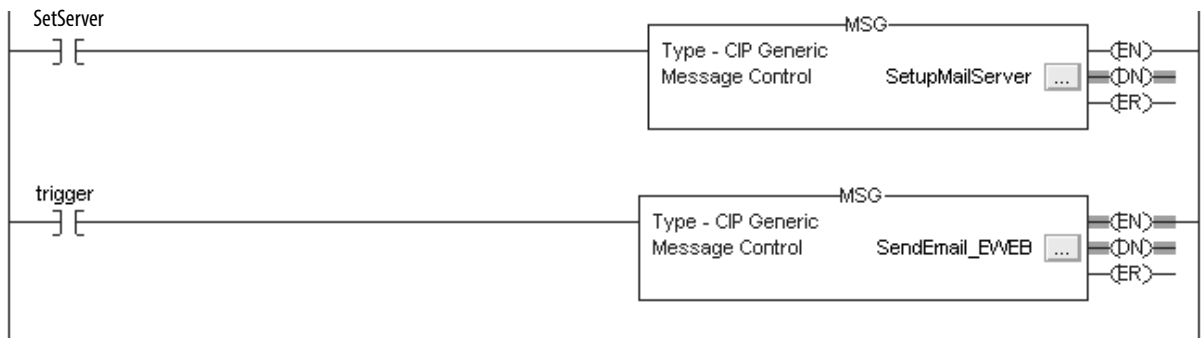 SetServer
MSG
Type - CIP Generic
Message Control SetupMailServer ...
EN
DN
ER
trigger
MSG
Type - CIP Generic
Message Control SendEmail_EWEB ...
EN
DN
ER